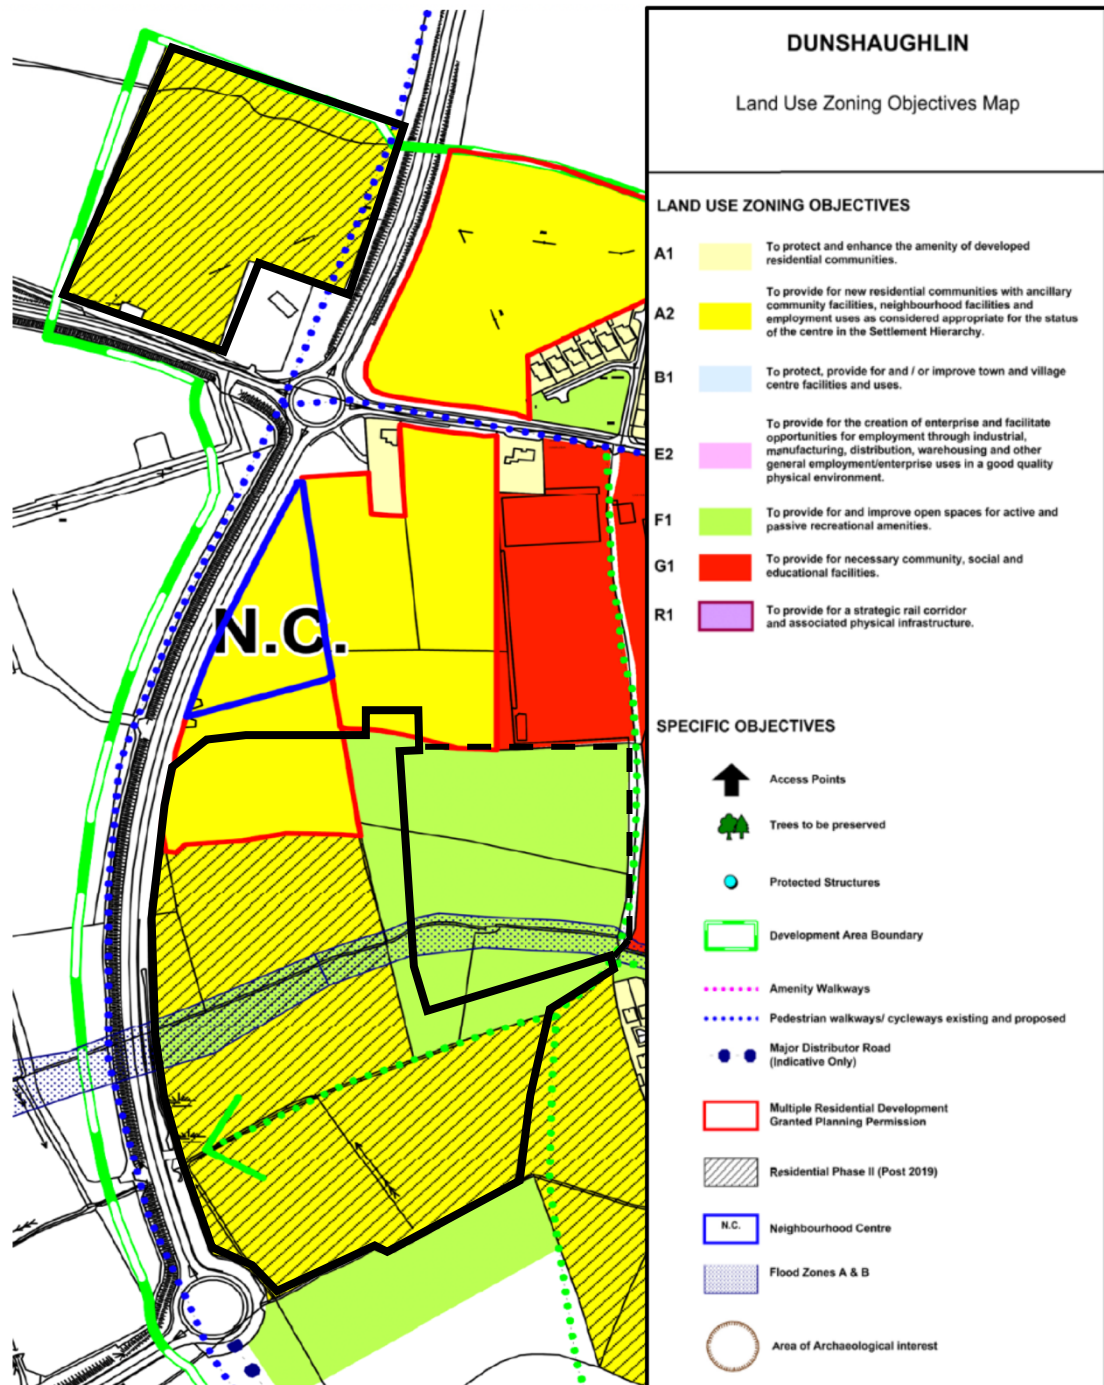 DUNSHAUGHLIN
Land Use Zoning Objectives Map
LAND USE ZONING OBJECTIVES
A1
To protect and enhance the amenity of developed
residential communities.
A2
To provide for new residential communities with ancillary
community facilities, neighbourhood facilities and
employment uses as considered appropriate for the status
of the centre in the Settlement Hierarchy.
B1
To protect, provide for and / or improve town and village
centre facilities and uses.
E2
To provide for the creation of enterprise and facilitate
opportunities for employment through industrial,
manufacturing, distribution, warehousing and other
general employment/enterprise uses in a good quality
physical environment.
F1
To provide for and improve open spaces for active and
passive recreational amenities.
G1
To provide for necessary community, social and
educational facilities.
R1
To provide for a strategic rail corridor
and associated physical infrastructure.
N.C.
SPECIFIC OBJECTIVES
Access Points
Trees to be preserved
Protected Structures
Development Area Boundary
Amenity Walkways
Pedestrian walkways/ cycleways existing and proposed
Major Distributor Road
(Indicative Only)
Multiple Residential Development
Granted Planning Permission
Residential Phase II (Post 2019)
N.C.
Neighbourhood Centre
Flood Zones A & B
Area of Archaeological interest